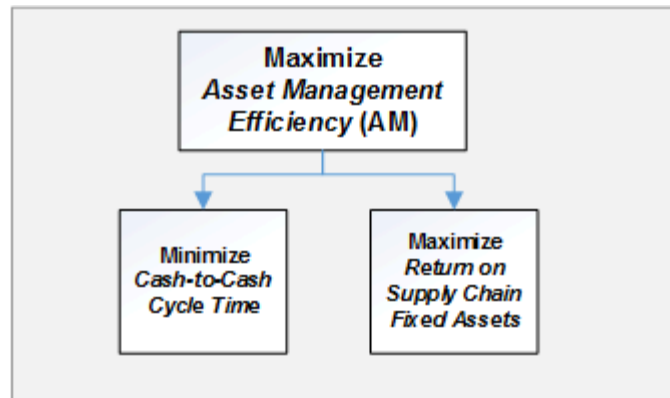 Maximize
Asset Management
Efficiency (AM)
Minimize
Cash-to-Cash
Cycle Time
Maximize
Return on
Supply Chain
Fixed Assets